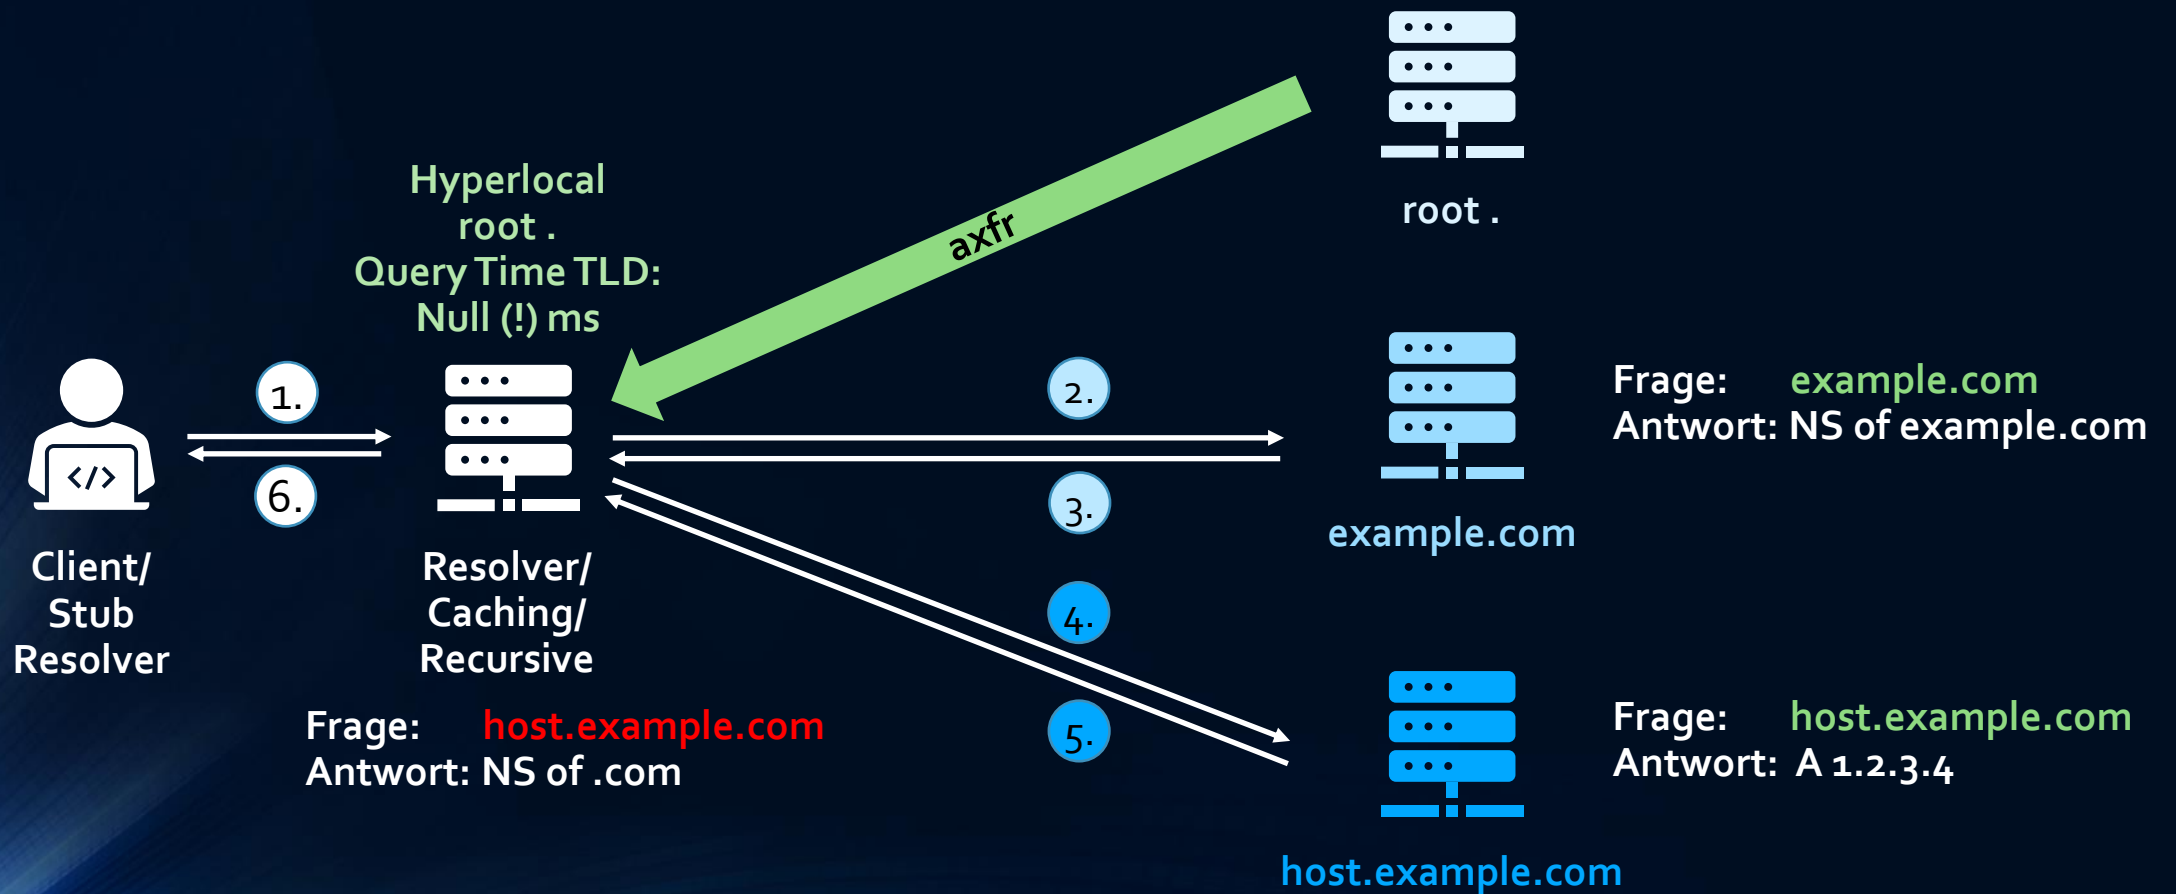 root .
axfr
Hyperlocal
root .
Query Time TLD:
Null (!) ms
1.
6.
</>
2.
3.
4.
5.
Frage: example.com
Antwort: NS of example.com
example.com
Client/
Stub
Resolver
Resolver/
Caching/
Recursive
Frage: host.example.com
Antwort: NS of .com
Frage: host.example.com
Antwort: A 1.2.3.4
host.example.com